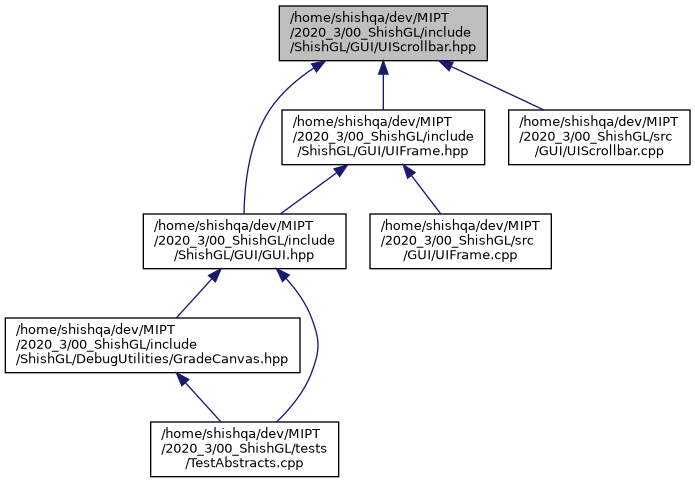 /home/shishqa/dev/MIPT
/2020_3/00_ShishGL/include
/ShishGL/GUI/UIScrollbar.hpp
/home/shishqa/dev/MIPT
/2020_3/00_ShishGL/include
/ShishGL/GUI/UIFrame.hpp
/home/shishqa/dev/MIPT
/2020_3/00_ShishGL/src
/GUI/UIScrollbar.cpp
/home/shishqa/dev/MIPT
/2020_3/00_ShishGL/include
/ShishGL/GUI/GUI.hpp
/home/shishqa/dev/MIPT
/2020_3/00_ShishGL/src
/GUI/UIFrame.cpp
/home/shishqa/dev/MIPT
/2020_3/00_ShishGL/include
/ShishGL/DebugUtilities/GradeCanvas.hpp
/home/shishqa/dev/MIPT
/2020_3/00_ShishGL/tests
/TestAbstracts.cpp